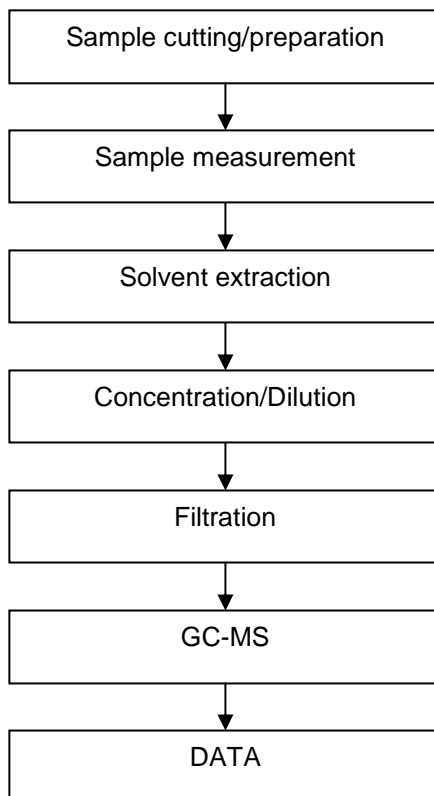 Sample cutting/preparation
Sample measurement
Solvent extraction
Concentration/Dilution
Filtration
GC-MS
DATA